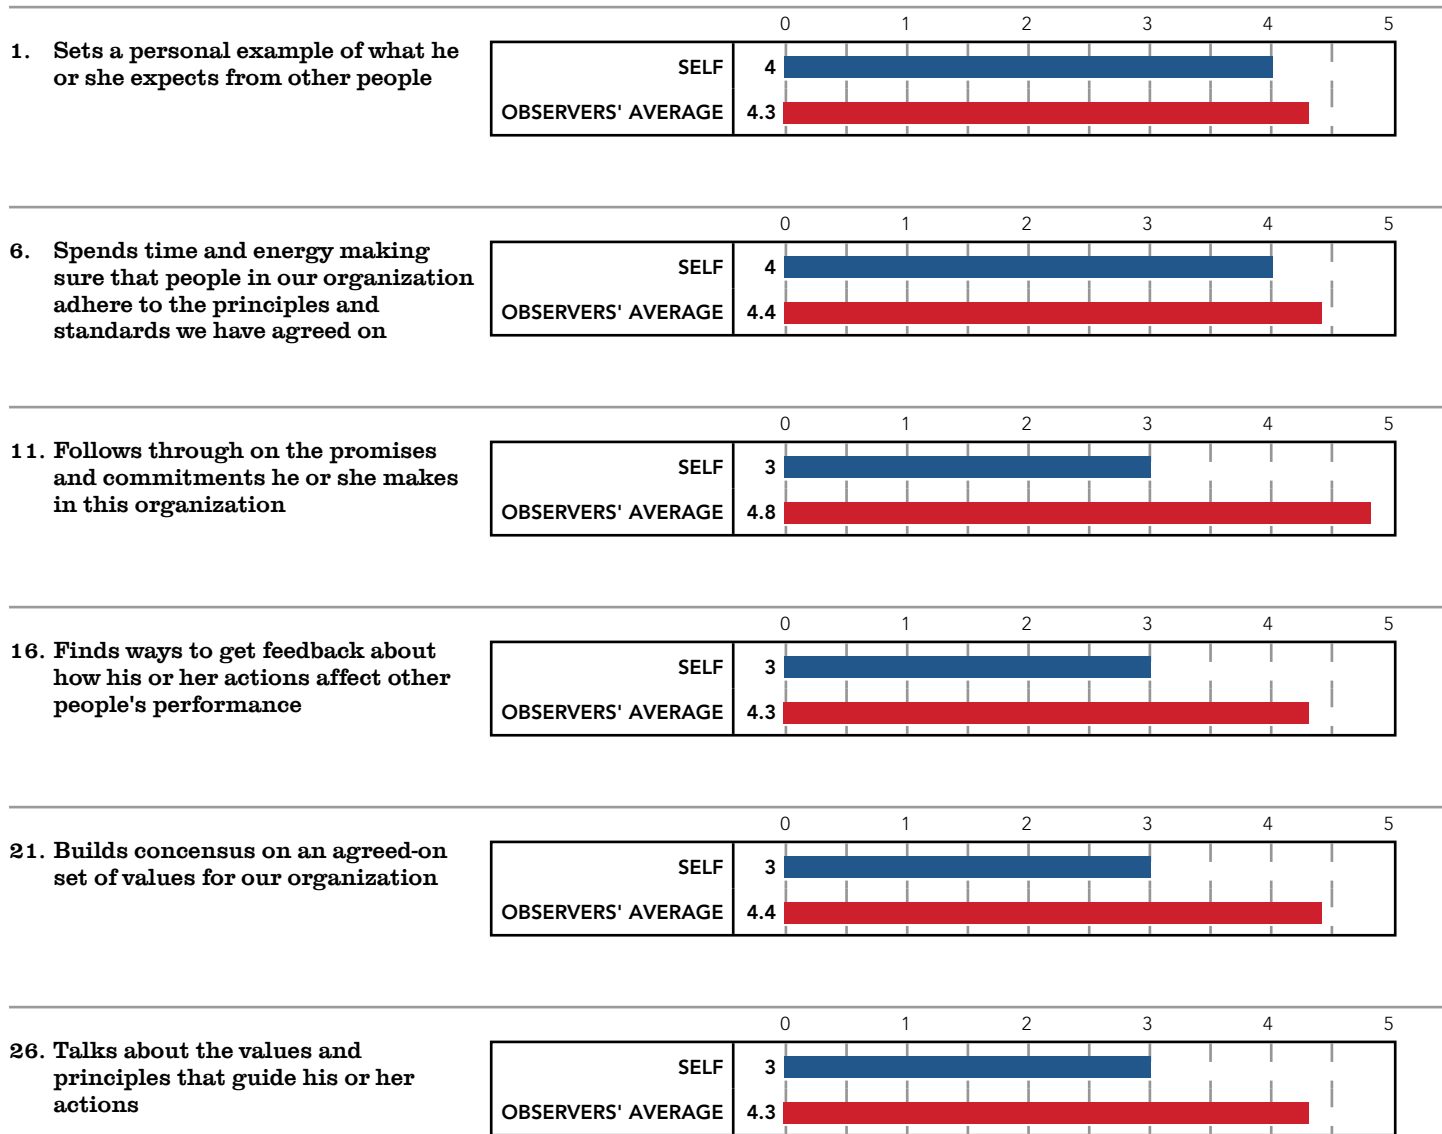 0 1 2 3 4 5
1. Sets a personal example of what he
or she expects from other people
SELF 4
OBSERVERS' AVERAGE 4.3
0 1 2 3 4 5
6. Spends time and energy making
sure that people in our organization
adhere to the principles and
standards we have agreed on
SELF 4
OBSERVERS' AVERAGE 4.4
0 1 2 3 4 5
11. Follows through on the promises
and commitments he or she makes
in this organization
SELF 3
OBSERVERS' AVERAGE 4.8
0 1 2 3 4 5
16. Finds ways to get feedback about
how his or her actions affect other
people's performance
SELF 3
OBSERVERS' AVERAGE 4.3
0 1 2 3 4 5
21. Builds concensus on an agreed-on
set of values for our organization
SELF 3
OBSERVERS' AVERAGE 4.4
0 1 2 3 4 5
26. Talks about the values and
principles that guide his or her
actions
SELF 3
OBSERVERS' AVERAGE 4.3